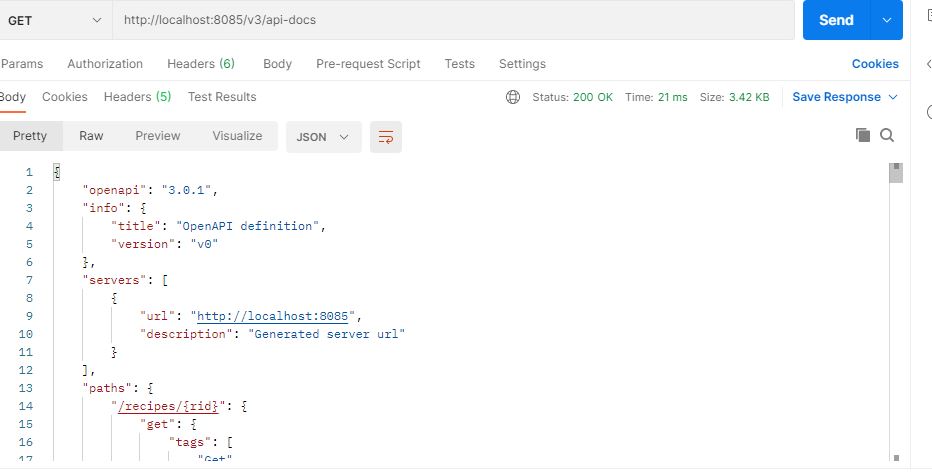 GET http://localhost:8085/v3/api-docs Send
Params Authorization Headers (6) Body Pre-request Script Tests Settings Cookies
Body Cookies Headers (5) Test Results Status: 200 OK Time: 21 ms Size: 3.42 KB Save Response
Pretty Raw Preview Visualize JSON
1 {
2 "openapi": "3.0.1",
3 "info": {
4 "title": "OpenAPI definition",
5 "version": "v0"
6 },
7 "servers": [
8 {
9 "url": "http://localhost:8085",
10 "description": "Generated server url"
11 }
12 ],
13 "paths": {
14 "/recipes/{rid}": {
15 "get": {
16 "tags": [
17 "Get"